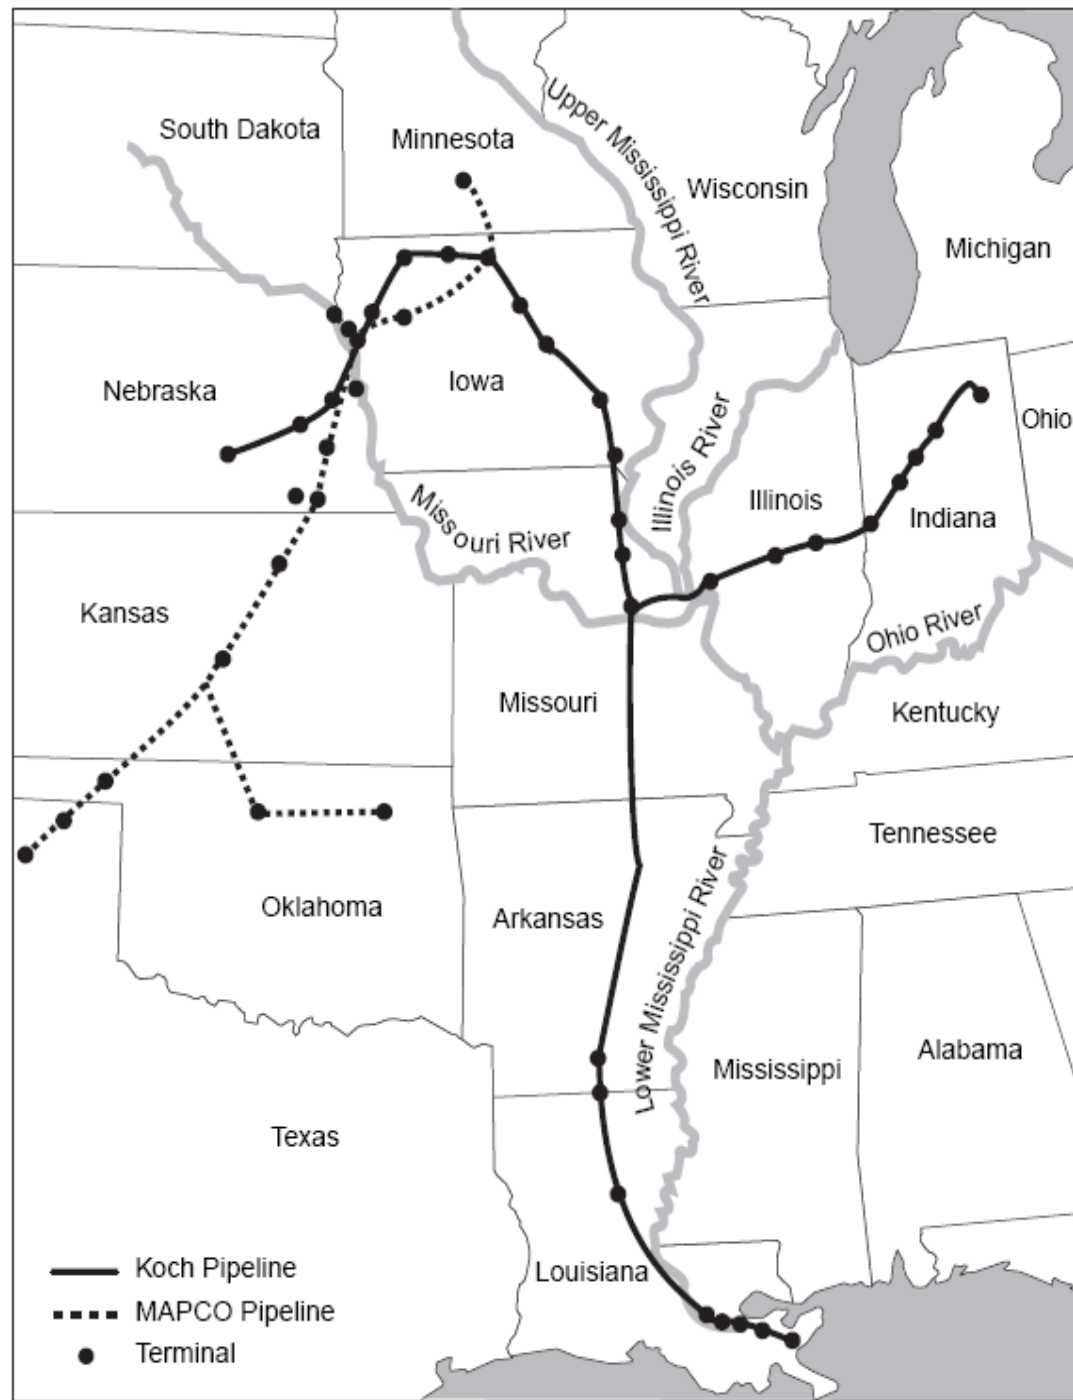 South Dakota
Minnesota
Upper Mississippi River
Wisconsin
Michigan
Nebraska
Iowa
Illinois River
Ohio
Missouri River
Illinois
Indiana
Kansas
Ohio River
Missouri
Kentucky
Tennessee
Oklahoma
Arkansas
Lower Mississippi River
Mississippi
Alabama
Texas
Louisiana
Koch Pipeline
MAPCO Pipeline
Terminal